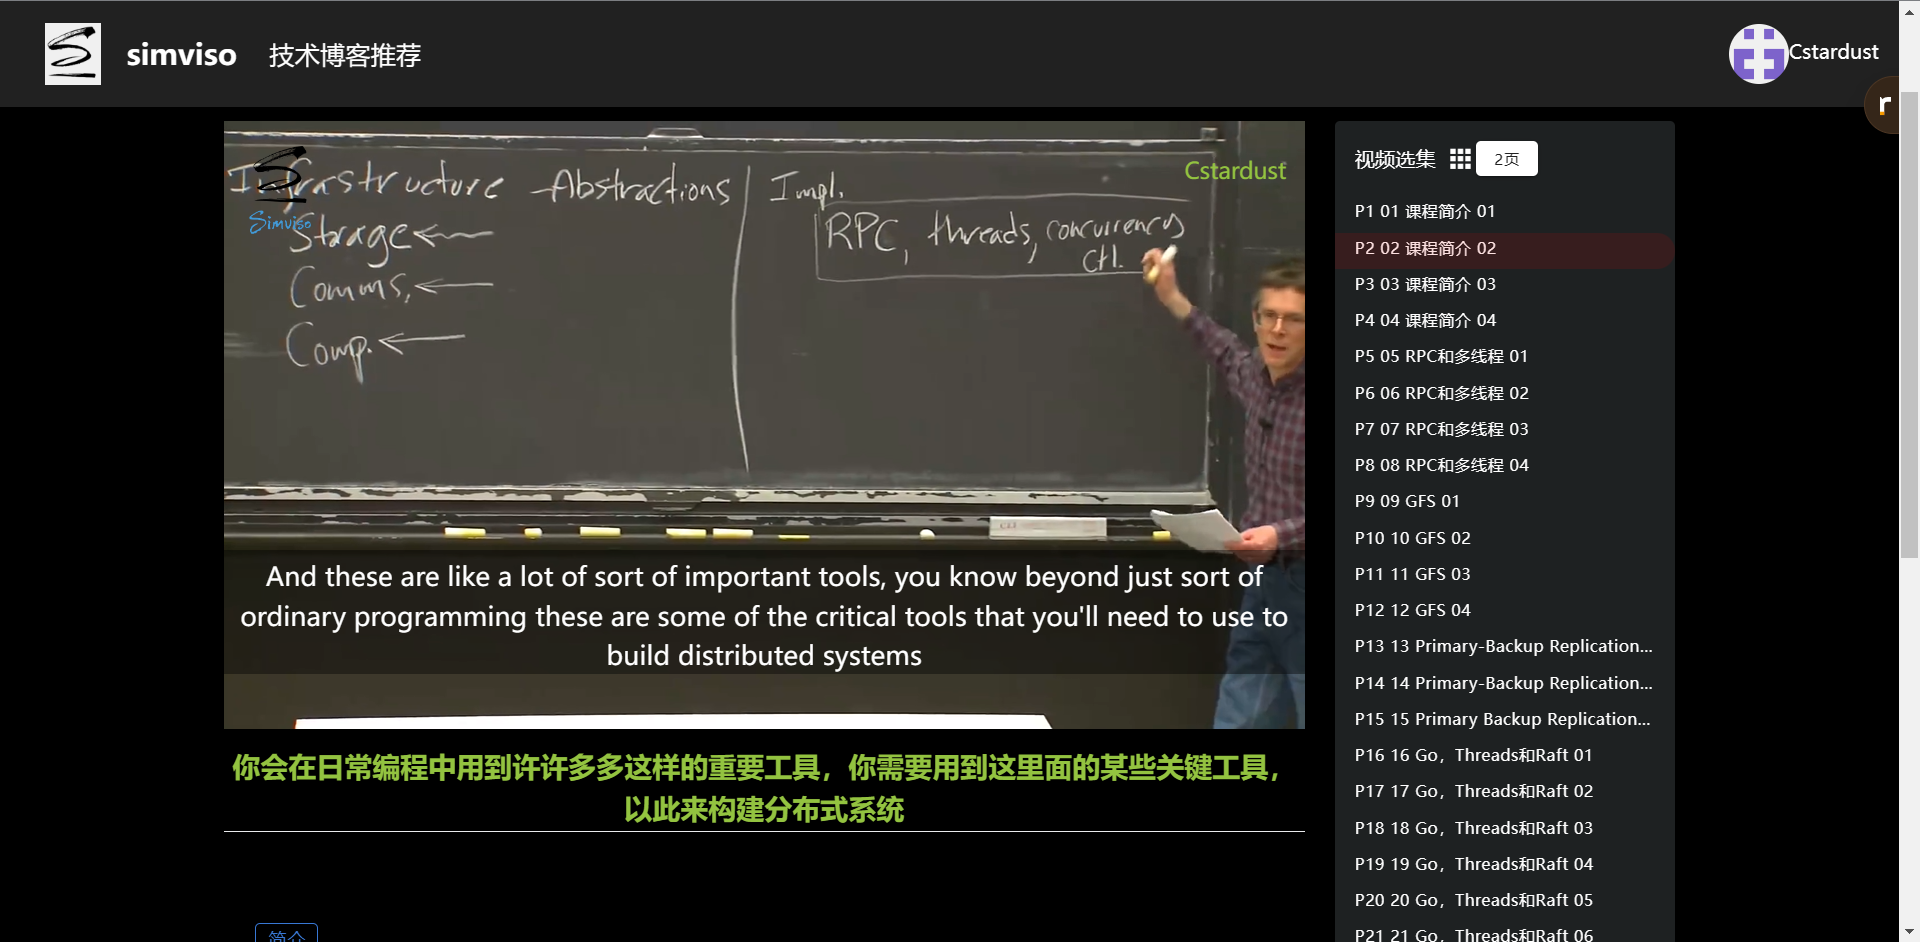 simviso 技术博客推荐
Cstardust
r
Infrastructure - Abstractions
Storage
Comms.
Comp.
Impl.
RPC, threads, concurrency
ctl.
Simviso
Cstardust
And these are like a lot of sort of important tools, you know beyond just sort of
ordinary programming these are some of the critical tools that you'll need to use to
build distributed systems
你会在日常编程中用到许许多多这样的重要工具，你需要用到这里面的某些关键工具，
以此来构建分布式系统
简介
视频选集 2页
P1 01 课程简介 01
P2 02 课程简介 02
P3 03 课程简介 03
P4 04 课程简介 04
P5 05 RPC和多线程 01
P6 06 RPC和多线程 02
P7 07 RPC和多线程 03
P8 08 RPC和多线程 04
P9 09 GFS 01
P10 10 GFS 02
P11 11 GFS 03
P12 12 GFS 04
P13 13 Primary-Backup Replication...
P14 14 Primary-Backup Replication...
P15 15 Primary Backup Replication...
P16 16 Go，Threads和Raft 01
P17 17 Go，Threads和Raft 02
P18 18 Go，Threads和Raft 03
P19 19 Go，Threads和Raft 04
P20 20 Go，Threads和Raft 05
P21 21 Go，Threads和Raft 06